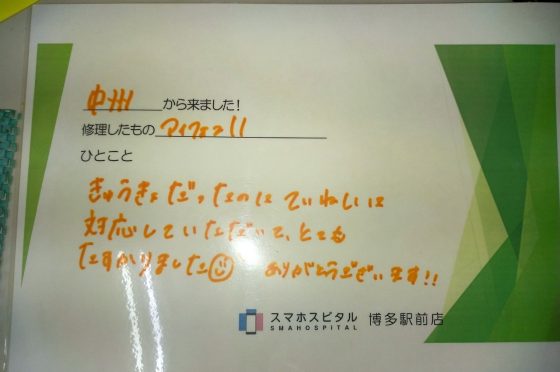 中州から来ました！
修理したもの アイフォン11
ひとこと
きゅうきょだったのに ていねいに
対応していただいて、とても
たすかりました☺ ありがとうございます!!
スマホスピタル 博多駅前店
SMAHOSPITAL